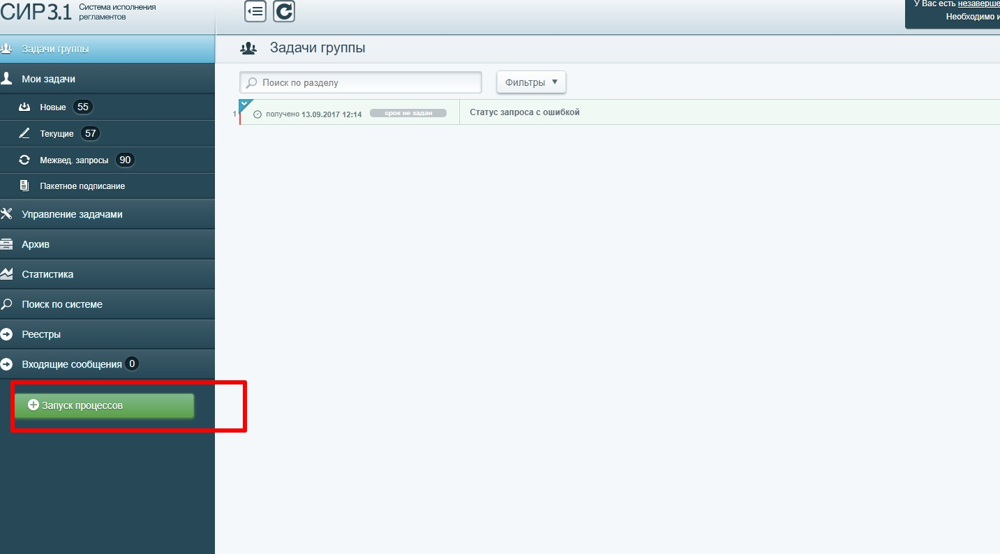 СИР 3.1 Система исполнения
регламентов
У Вас есть
Необходимо
Задачи группы
Мои задачи
Новые 55
Текущие 57
Межвед. запросы 90
Пакетное подписание
Управление задачами
Архив
Статистика
Поиск по системе
Реестры
Входящие сообщения 0
Запуск процессов
Задачи группы
Поиск по разделу
Фильтры
1 получено 13.09.2017 12:14 срок не задан Статус запроса с ошибкой